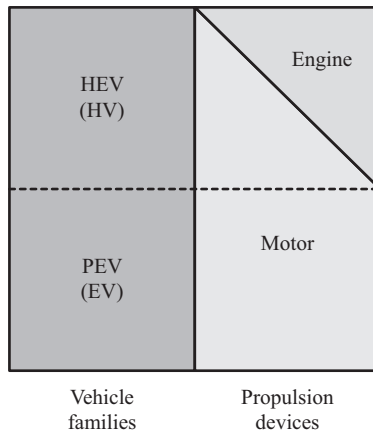 HEV
(HV)
Engine
PEV
(EV)
Motor
Vehicle
families
Propulsion
devices